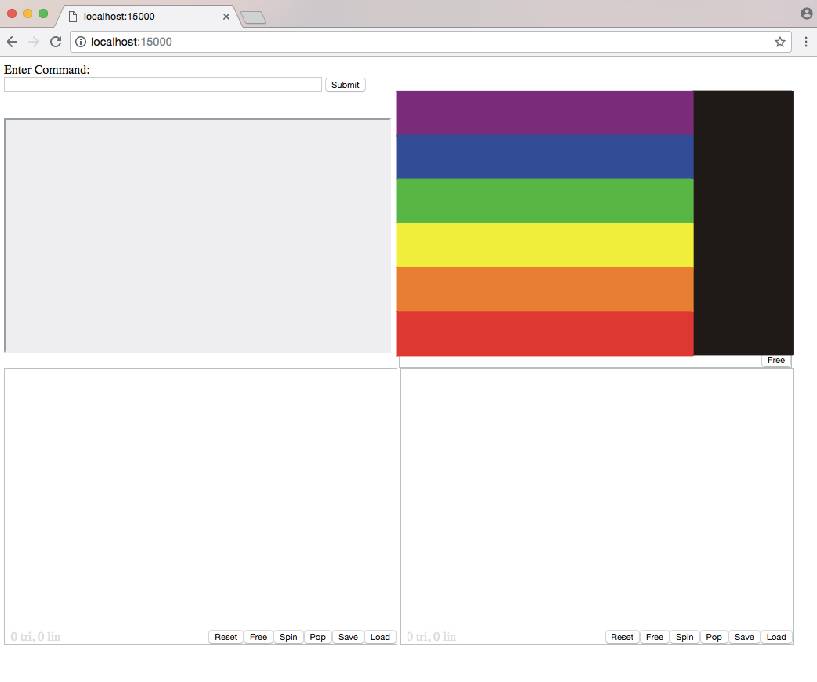 localhost:15000
localhost:15000
Enter Command:
Submit
Free
0 tri, 0 lin
Reset Free Spin Pop Save Load
0 tri, 0 lin
Reset Free Spin Pop Save Load